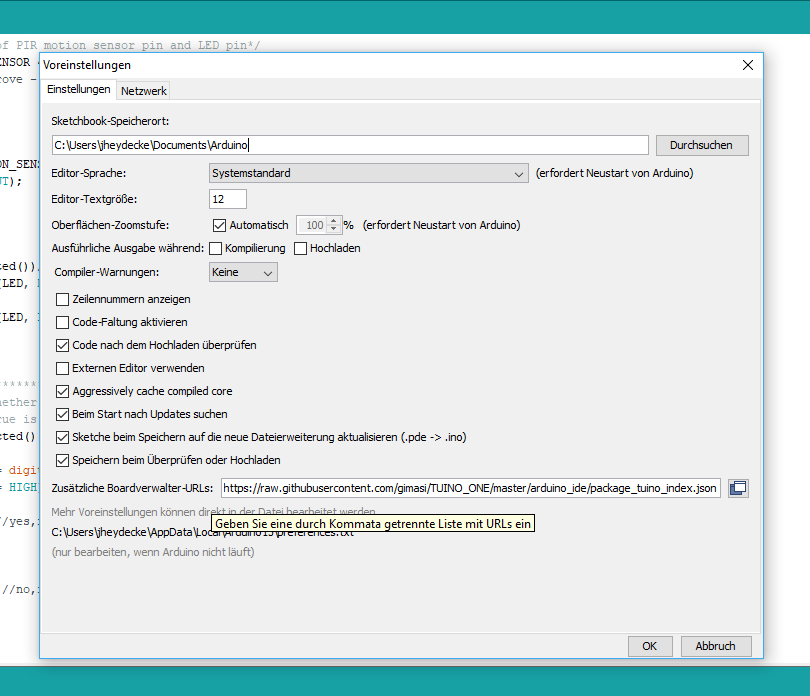 of PIR motion sensor pin and LED pin*/
ENSOR
rove -
Voreinstellungen
Einstellungen
Netzwerk
Sketchbook-Speicherort:
C:\Users\jheydecke\Documents\Arduino
Durchsuchen
Editor-Sprache:
Systemstandard
(erfordert Neustart von Arduino)
Editor-Textgröße:
12
Oberflächen-Zoomstufe:
Automatisch
100
%
(erfordert Neustart von Arduino)
Ausführliche Ausgabe während:
Kompilierung
Hochladen
Compiler-Warnungen:
Keine
Zeilennummern anzeigen
Code-Faltung aktivieren
Code nach dem Hochladen überprüfen
Externen Editor verwenden
Aggressively cache compiled core
Beim Start nach Updates suchen
Sketche beim Speichern auf die neue Dateierweiterung aktualisieren (.pde -> .ino)
Speichern beim Überprüfen oder Hochladen
Zusätzliche Boardverwalter-URLs:
https://raw.githubusercontent.com/gimasi/TUINO_ONE/master/arduino_ide/package_tuino_index.json
Mehr Voreinstellungen können direkt in der Datei bearbeitet werden
Geben Sie eine durch Kommata getrennte Liste mit URLs ein
C:\Users\jheydecke\AppData\Local\Arduino15\preferences.txt
(nur bearbeiten, wenn Arduino nicht läuft)
OK
Abbruch
ON_SENS
UT);
ted())
(LED,
(LED,
*****
hether
rue is
cted()
= digit
= HIGH
//yes,
//no,